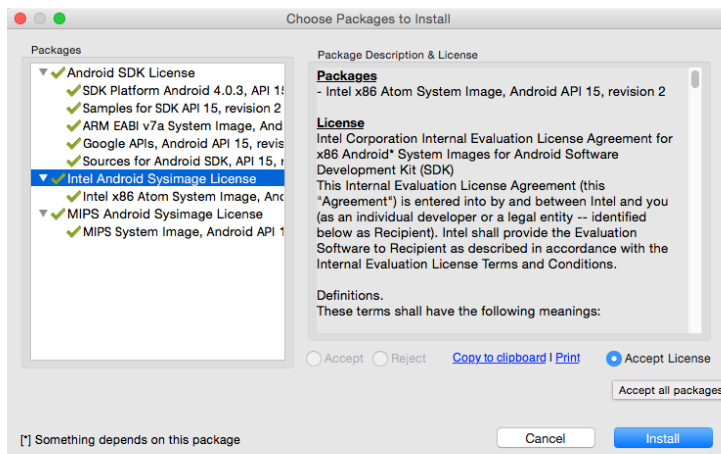 Choose Packages to Install
Packages
Android SDK License
SDK Platform Android 4.0.3, API
Samples for SDK API 15, revision 2
ARM EABI v7a System Image, And
Google APIs, Android API 15, revis
Sources for Android SDK, API 15,
Intel Android Sysimage License
Intel x86 Atom System Image, And
MIPS Android Sysimage License
MIPS System Image, Android API 1
Package Description & License
Packages
- Intel x86 Atom System Image, Android API 15, revision 2
License
Intel Corporation Internal Evaluation License Agreement for
x86 Android* System Images for Android Software
Development Kit (SDK)
This Internal Evaluation License Agreement (this
"Agreement") is entered into by and between Intel and you
(as an individual developer or a legal entity -- identified
below as Recipient). Intel shall provide the Evaluation
Software to Recipient as described in accordance with the
Internal Evaluation License Terms and Conditions.
Definitions.
These terms shall have the following meanings:
Accept Reject Copy to clipboard | Print Accept License
Accept all packages
[*] Something depends on this package
Cancel Install